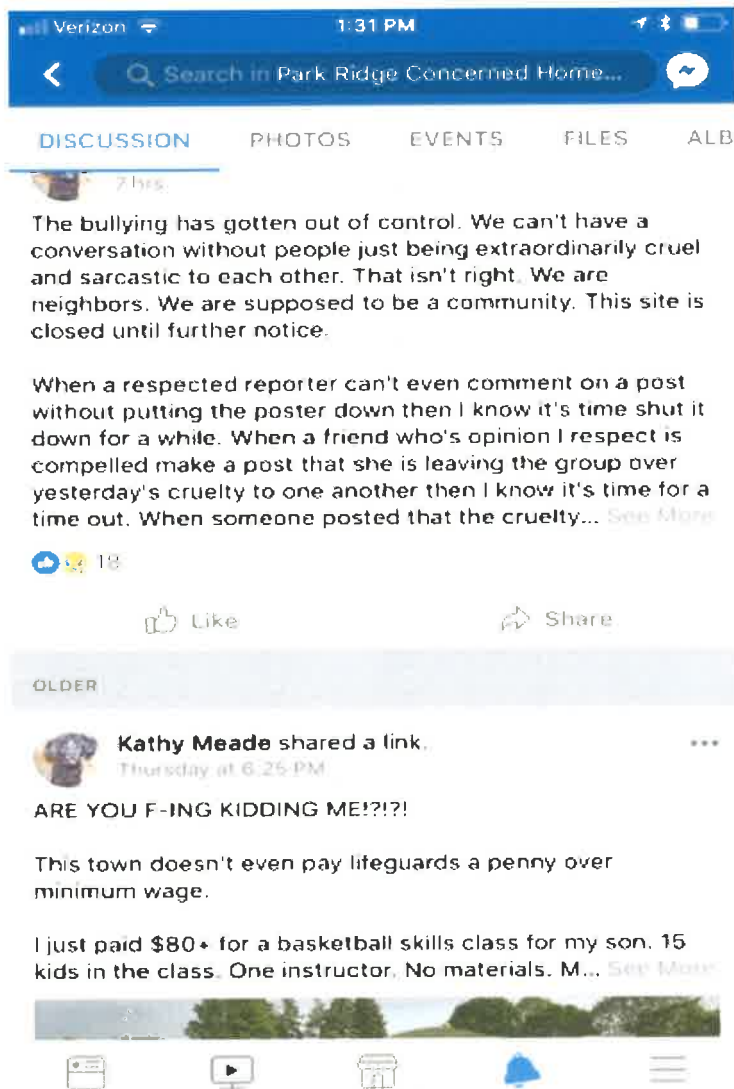 Verizon 1:31 PM
Search in Park Ridge Concerned Home...
DISCUSSION PHOTOS EVENTS FILES ALB
7 hrs
The bullying has gotten out of control. We can't have a
conversation without people just being extraordinarily cruel
and sarcastic to each other. That isn't right. We are
neighbors. We are supposed to be a community. This site is
closed until further notice.
When a respected reporter can't even comment on a post
without putting the poster down then I know it's time shut it
down for a while. When a friend who's opinion I respect is
compelled make a post that she is leaving the group over
yesterday's cruelty to one another then I know it's time for a
time out. When someone posted that the cruelty... See More
18
Like Share
OLDER
Kathy Meade shared a link.
Thursday at 6:25 PM
ARE YOU F-ING KIDDING ME!?!?!
This town doesn't even pay lifeguards a penny over
minimum wage.
I just paid $80+ for a basketball skills class for my son. 15
kids in the class. One instructor. No materials. M... See More